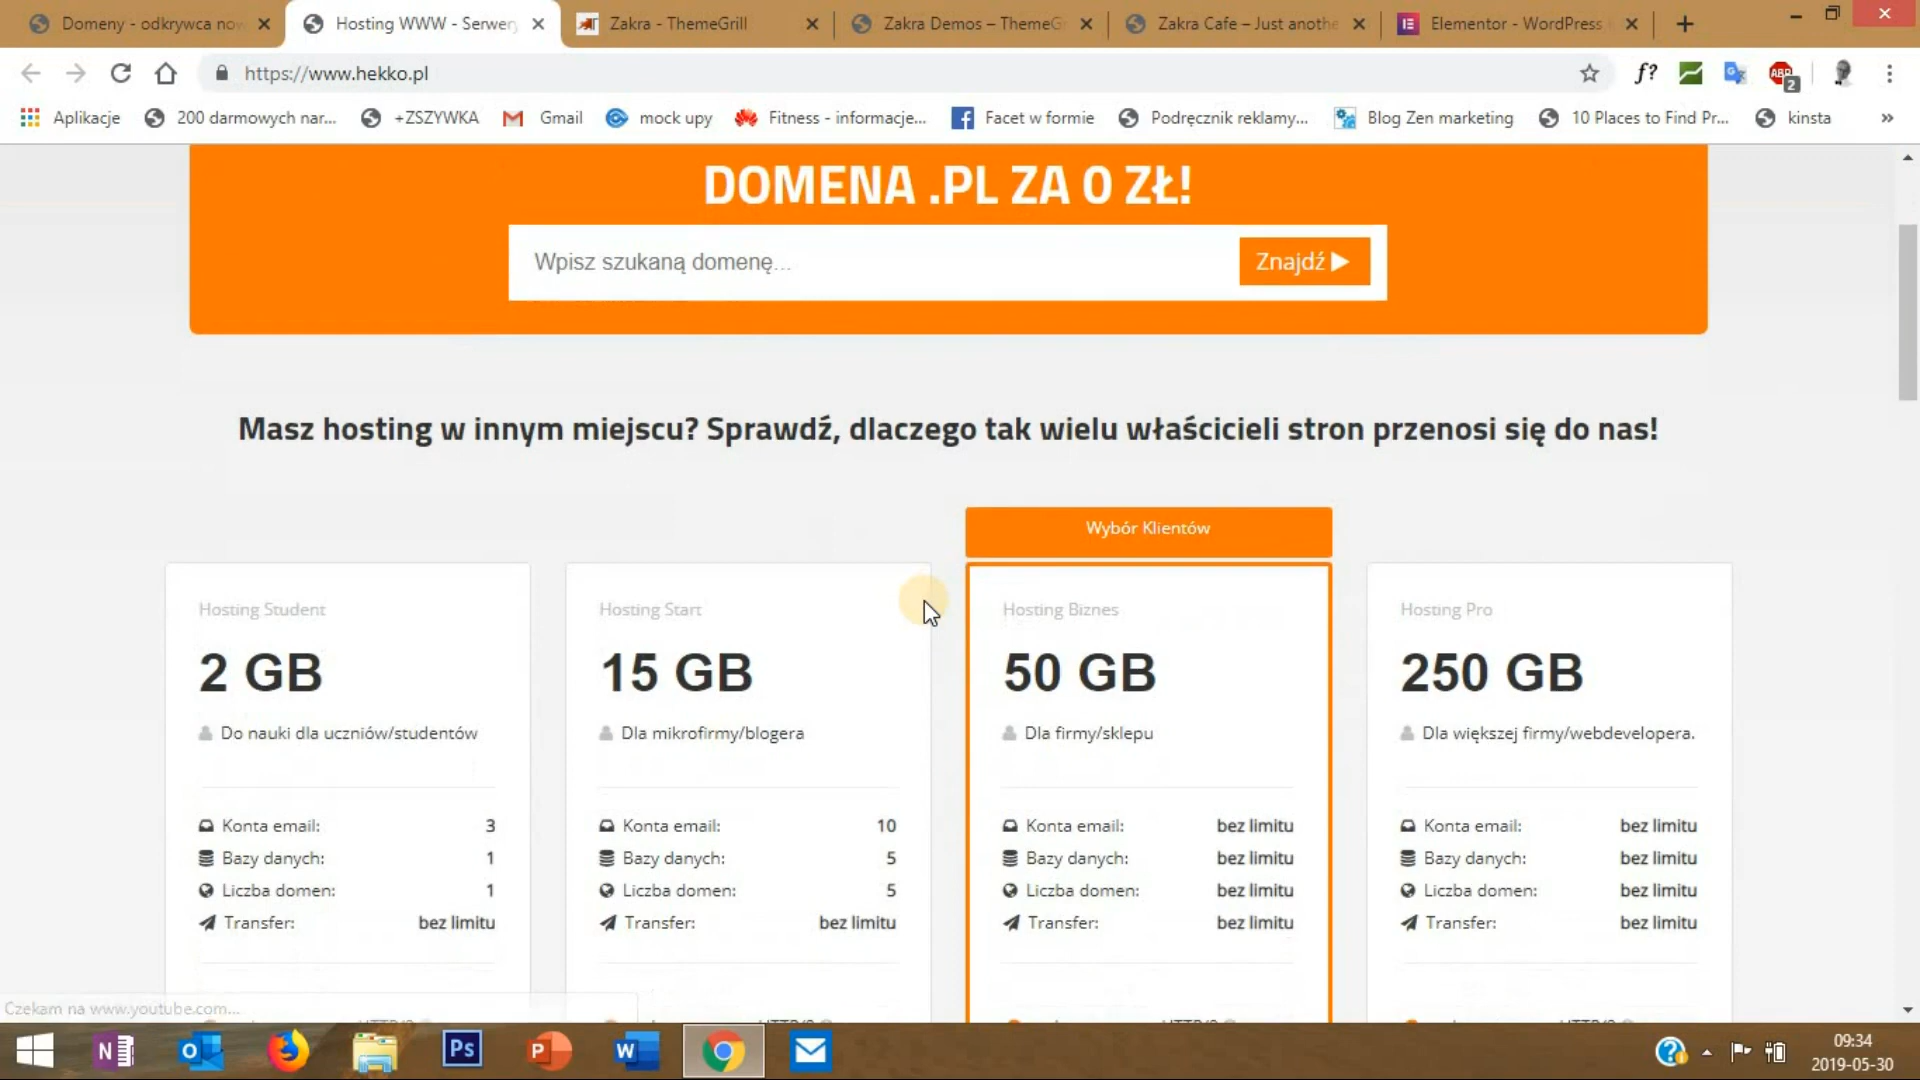 Domeny - odkrywca now
Hosting WWW - Serwery
Zakra - ThemeGrill
Zakra Demos – ThemeGr
Zakra Cafe – Just anothe
Elementor - WordPress
https://www.hekko.pl
f?
ABP
2
Aplikacje
200 darmowych nar...
+ZSZYWKA
Gmail
mock upy
Fitness - informacje...
Facet w formie
Podręcznik reklamy...
Blog Zen marketing
10 Places to Find Pr...
kinsta
»
DOMENA .PL ZA 0 ZŁ!
Wpisz szukaną domenę...
Znajdź
Masz hosting w innym miejscu? Sprawdź, dlaczego tak wielu właścicieli stron przenosi się do nas!
Wybór Klientów
Hosting Student
2 GB
Do nauki dla uczniów/studentów
Konta email: 3
Bazy danych: 1
Liczba domen: 1
Transfer: bez limitu
Hosting Start
15 GB
Dla mikrofirmy/blogera
Konta email: 10
Bazy danych: 5
Liczba domen: 5
Transfer: bez limitu
Hosting Biznes
50 GB
Dla firmy/sklepu
Konta email: bez limitu
Bazy danych: bez limitu
Liczba domen: bez limitu
Transfer: bez limitu
Hosting Pro
250 GB
Dla większej firmy/webdevelopera.
Konta email: bez limitu
Bazy danych: bez limitu
Liczba domen: bez limitu
Transfer: bez limitu
Czekam na www.youtube.com...
09:34
2019-05-30